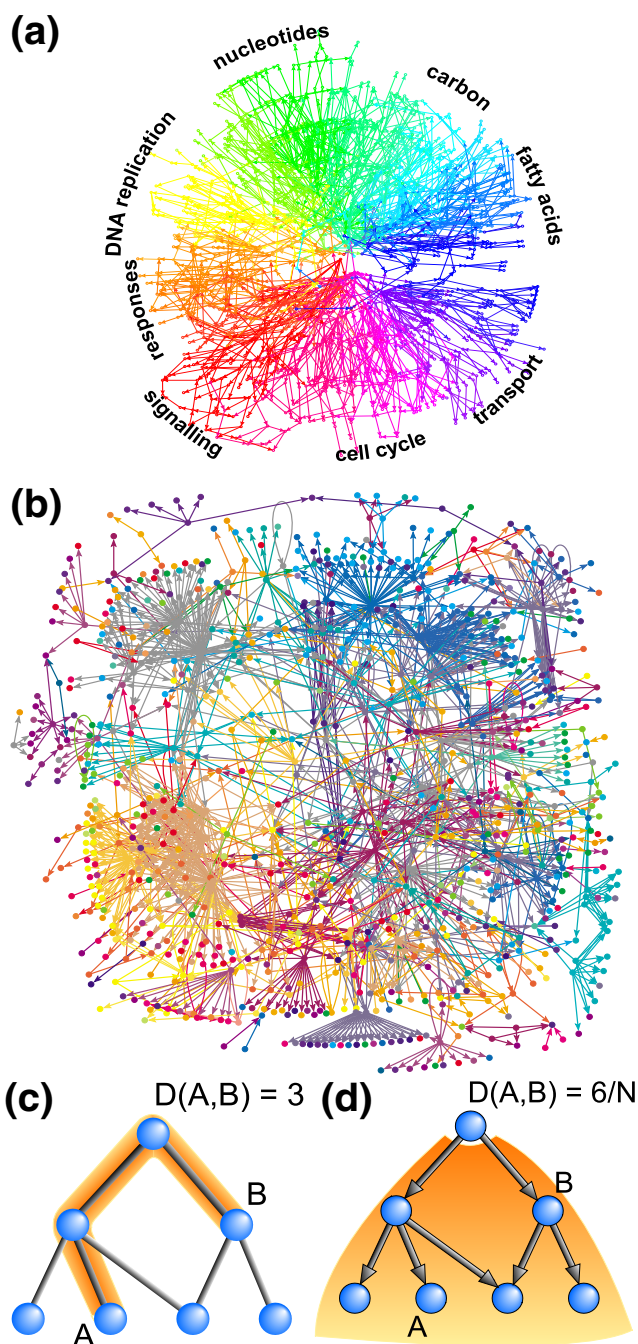 (a)
nucleotides
carbon
fatty acids
DNA replication
responses
signalling
cell cycle
transport
(b)
(c)
D(A,B) = 3
B
A
(d)
D(A,B) = 6/N
B
A